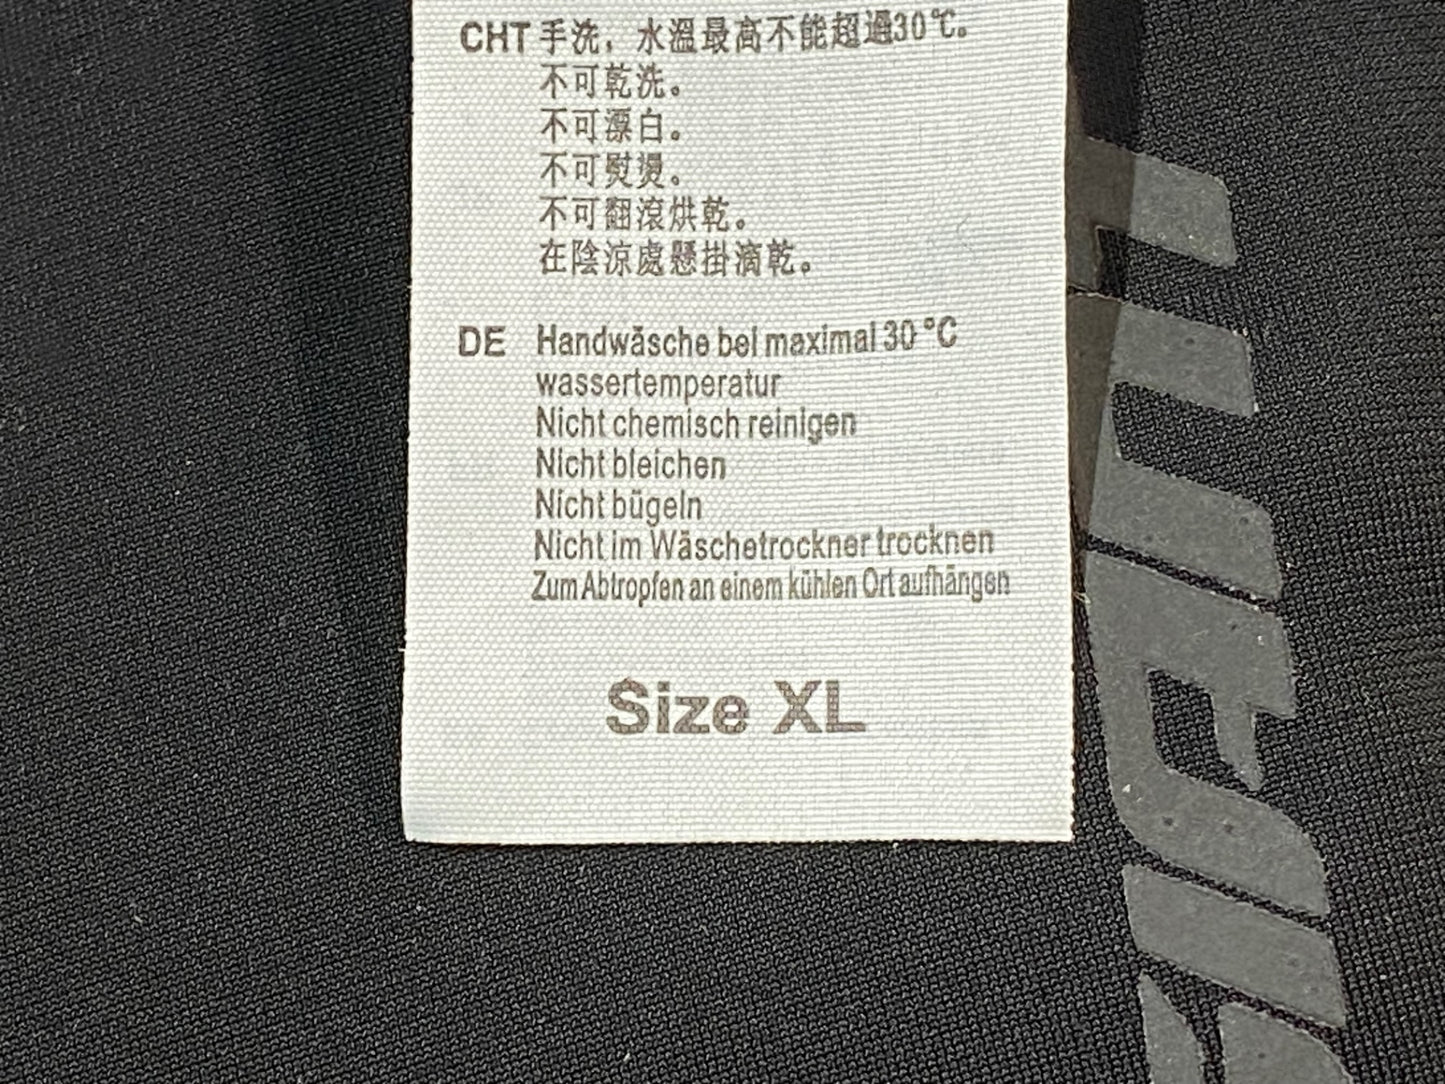 CHT 手洗，水溫最高不能超過30℃。
不可乾洗。
不可漂白。
不可熨燙。
不可翻滾烘乾。
在陰涼處懸掛滴乾。
DE Handwäsche bei maximal 30 °C
wassertemperatur
Nicht chemisch reinigen
Nicht bleichen
Nicht bügeln
Nicht im Wäschetrockner trocknen
Zum Abtropfen an einem kühlen Ort aufhängen
Size XL